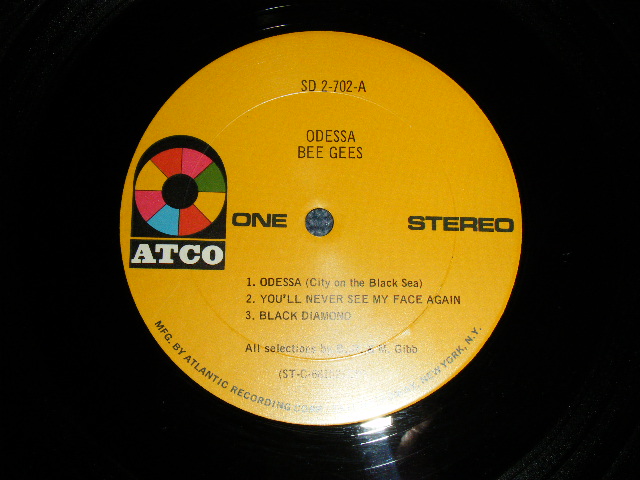 SD 2-702-A
ODESSA
BEE GEES
ATCO
ONE
STEREO
1. ODESSA (City on the Black Sea)
2. YOU'LL NEVER SEE MY FACE AGAIN
3. BLACK DIAMOND
All selections by M. Gibb
(ST-C-
MFG. BY ATLANTIC RECORDING NEW YORK, N.Y.